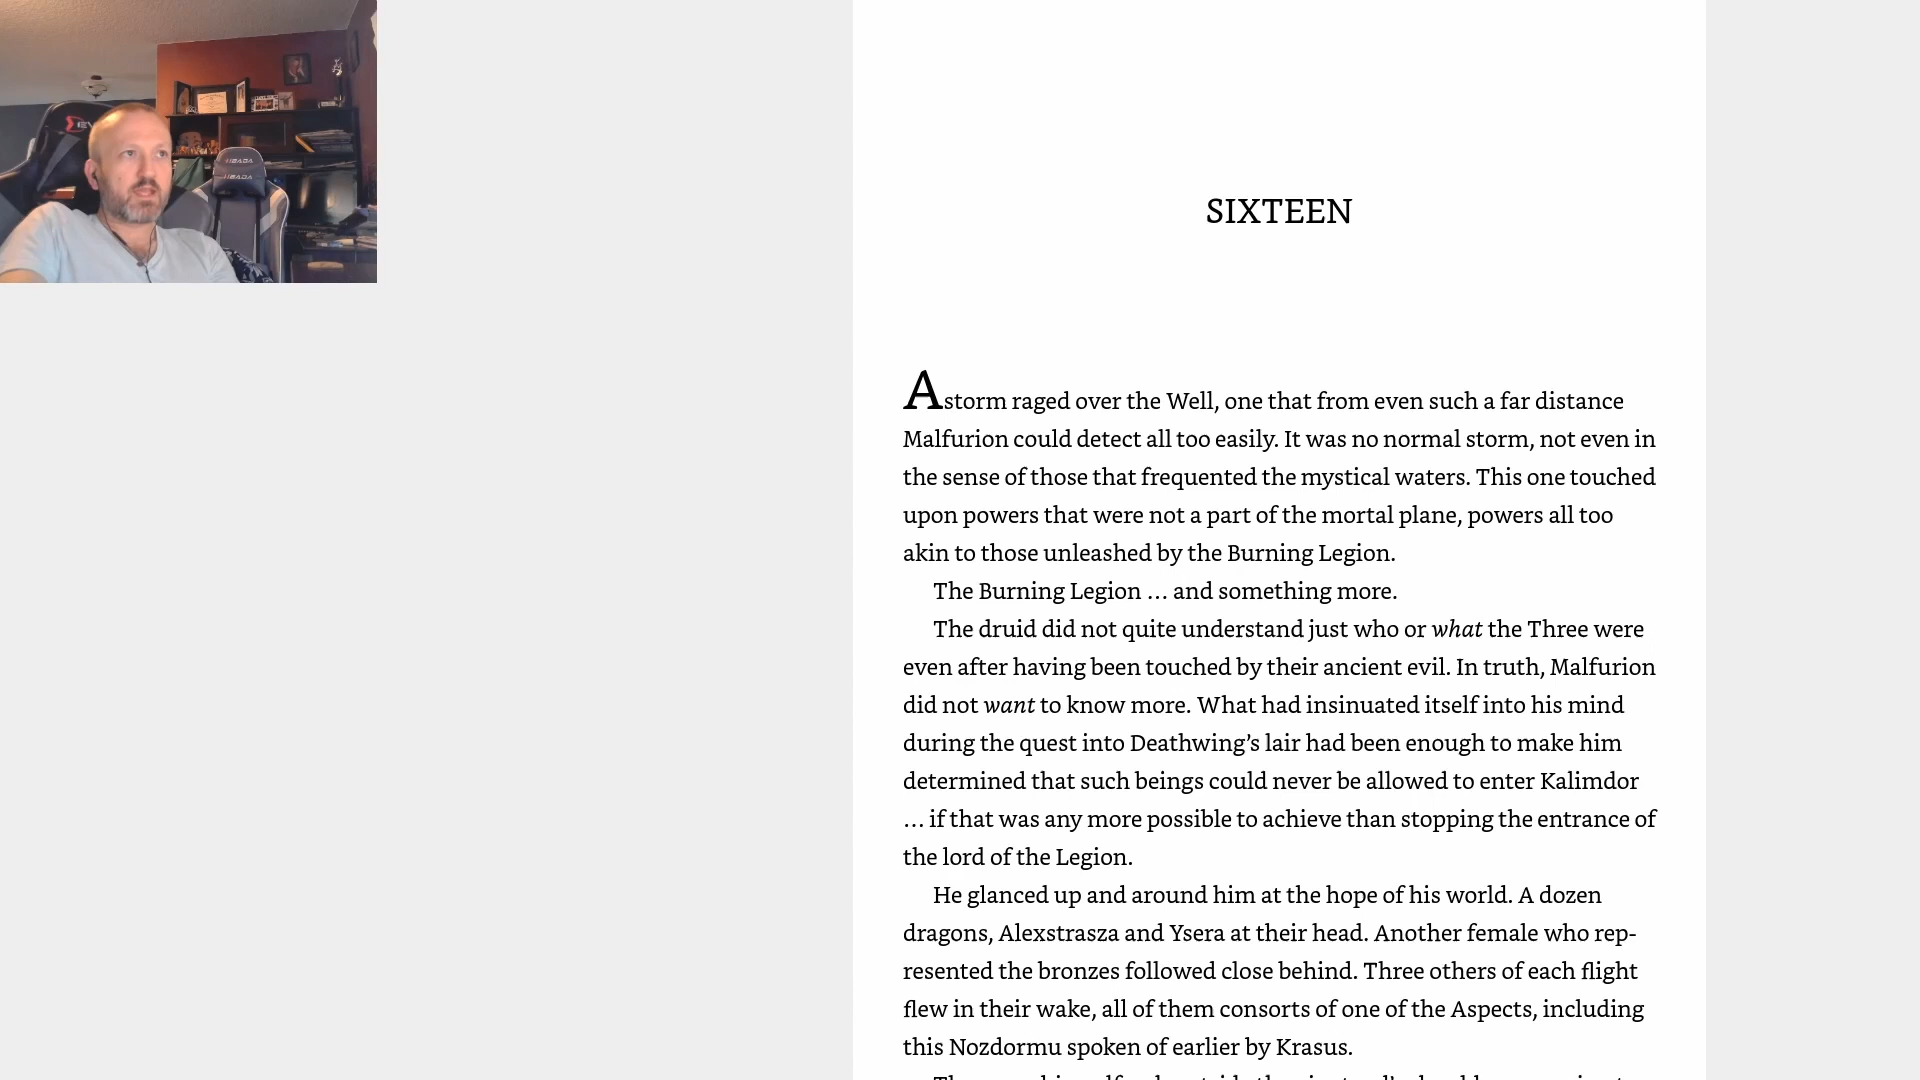 SIXTEEN
A storm raged over the Well, one that from even such a far distance
Malfurion could detect all too easily. It was no normal storm, not even in
the sense of those that frequented the mystical waters. This one touched
upon powers that were not a part of the mortal plane, powers all too
akin to those unleashed by the Burning Legion.
The Burning Legion … and something more.
The druid did not quite understand just who or what the Three were
even after having been touched by their ancient evil. In truth, Malfurion
did not want to know more. What had insinuated itself into his mind
during the quest into Deathwing’s lair had been enough to make him
determined that such beings could never be allowed to enter Kalimdor
… if that was any more possible to achieve than stopping the entrance of
the lord of the Legion.
He glanced up and around him at the hope of his world. A dozen
dragons, Alexstrasza and Ysera at their head. Another female who rep-
resented the bronzes followed close behind. Three others of each flight
flew in their wake, all of them consorts of one of the Aspects, including
this Nozdormu spoken of earlier by Krasus.